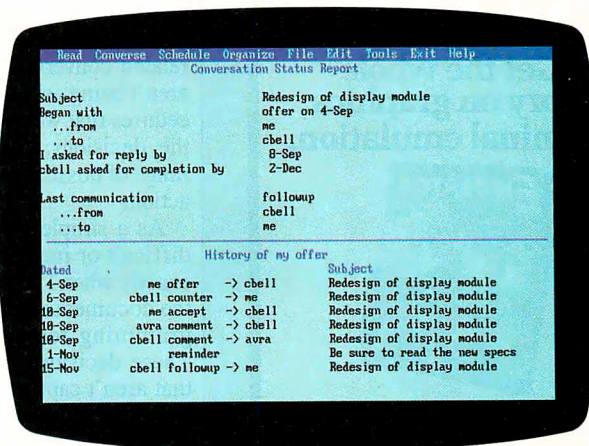 Read Converse Schedule Organize File Edit Tools Exit Help
Conversation Status Report
Subject Redesign of display module
Began with offer on 4-Sep
...from me
...to cbell
I asked for reply by 8-Sep
cbell asked for completion by 2-Dec
Last communication followup
...from cbell
...to me
History of my offer
Dated Subject
4-Sep me offer -> cbell Redesign of display module
6-Sep cbell counter -> me Redesign of display module
10-Sep me accept -> cbell Redesign of display module
10-Sep avra comment -> cbell Redesign of display module
10-Sep cbell comment -> avra Redesign of display module
1-Nov reminder Be sure to read the new specs
15-Nov cbell followup -> me Redesign of display module